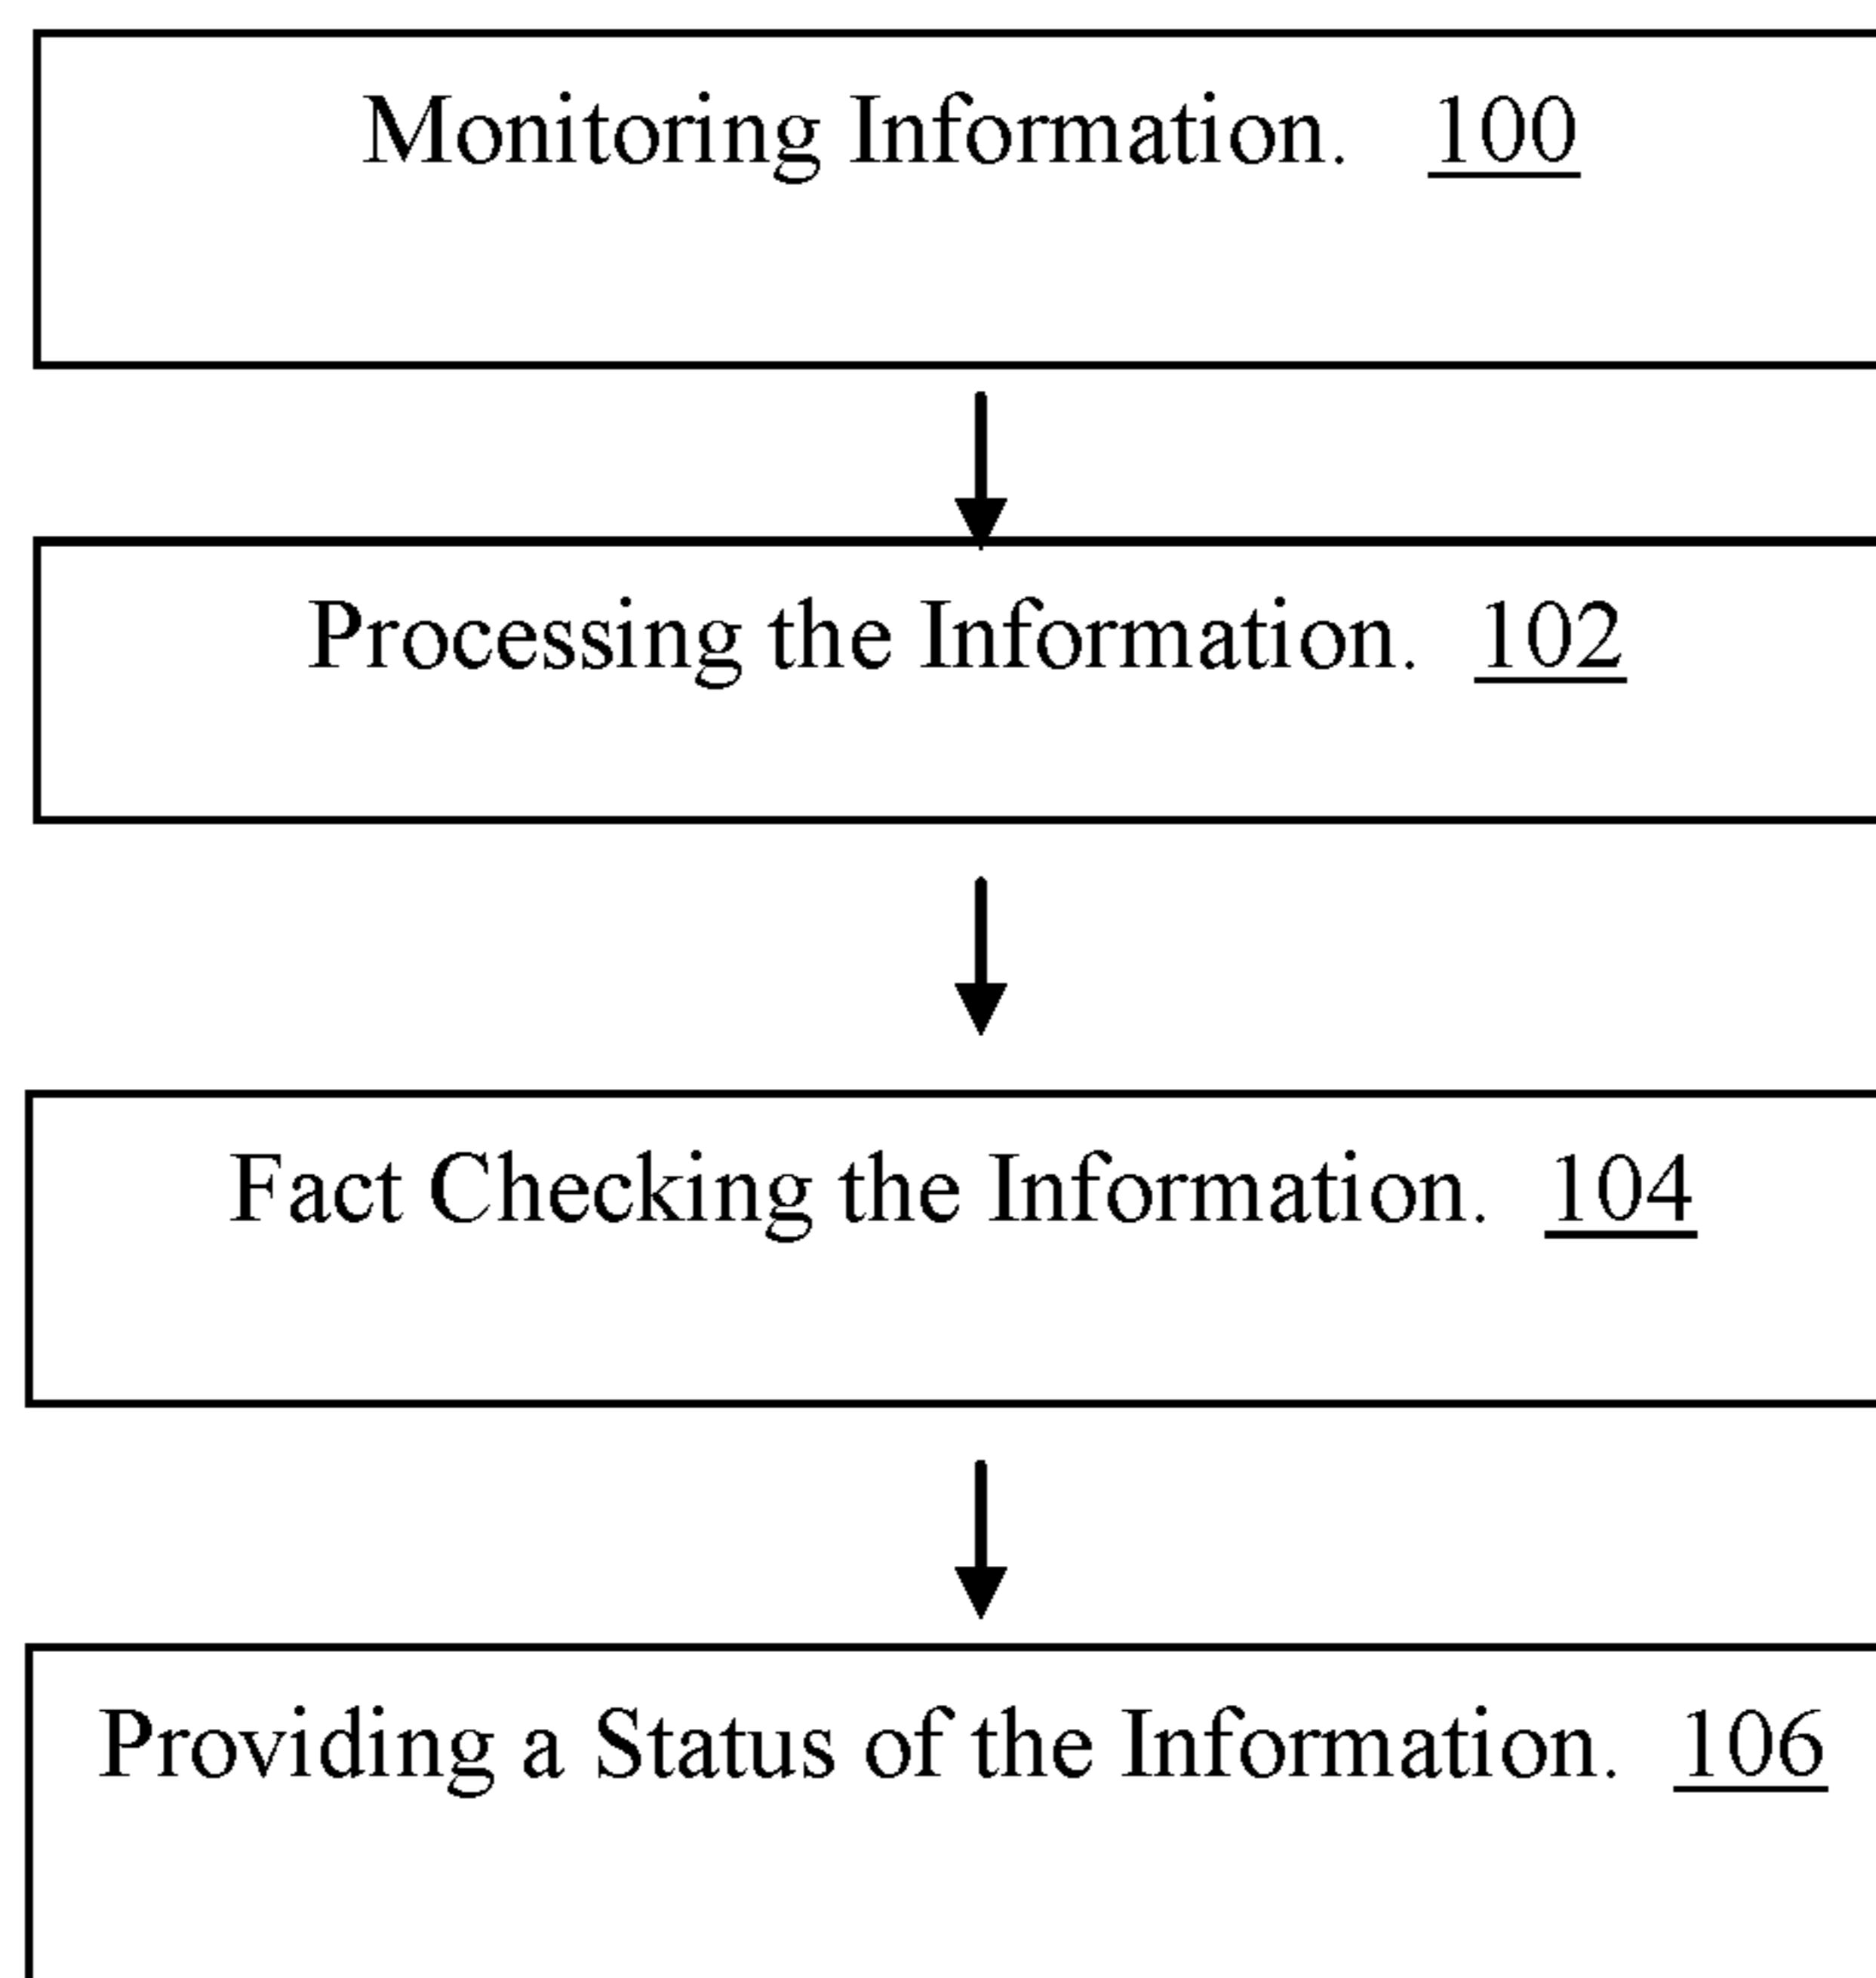 Monitoring Information. 100
Processing the Information. 102
Fact Checking the Information. 104
Providing a Status of the Information. 106